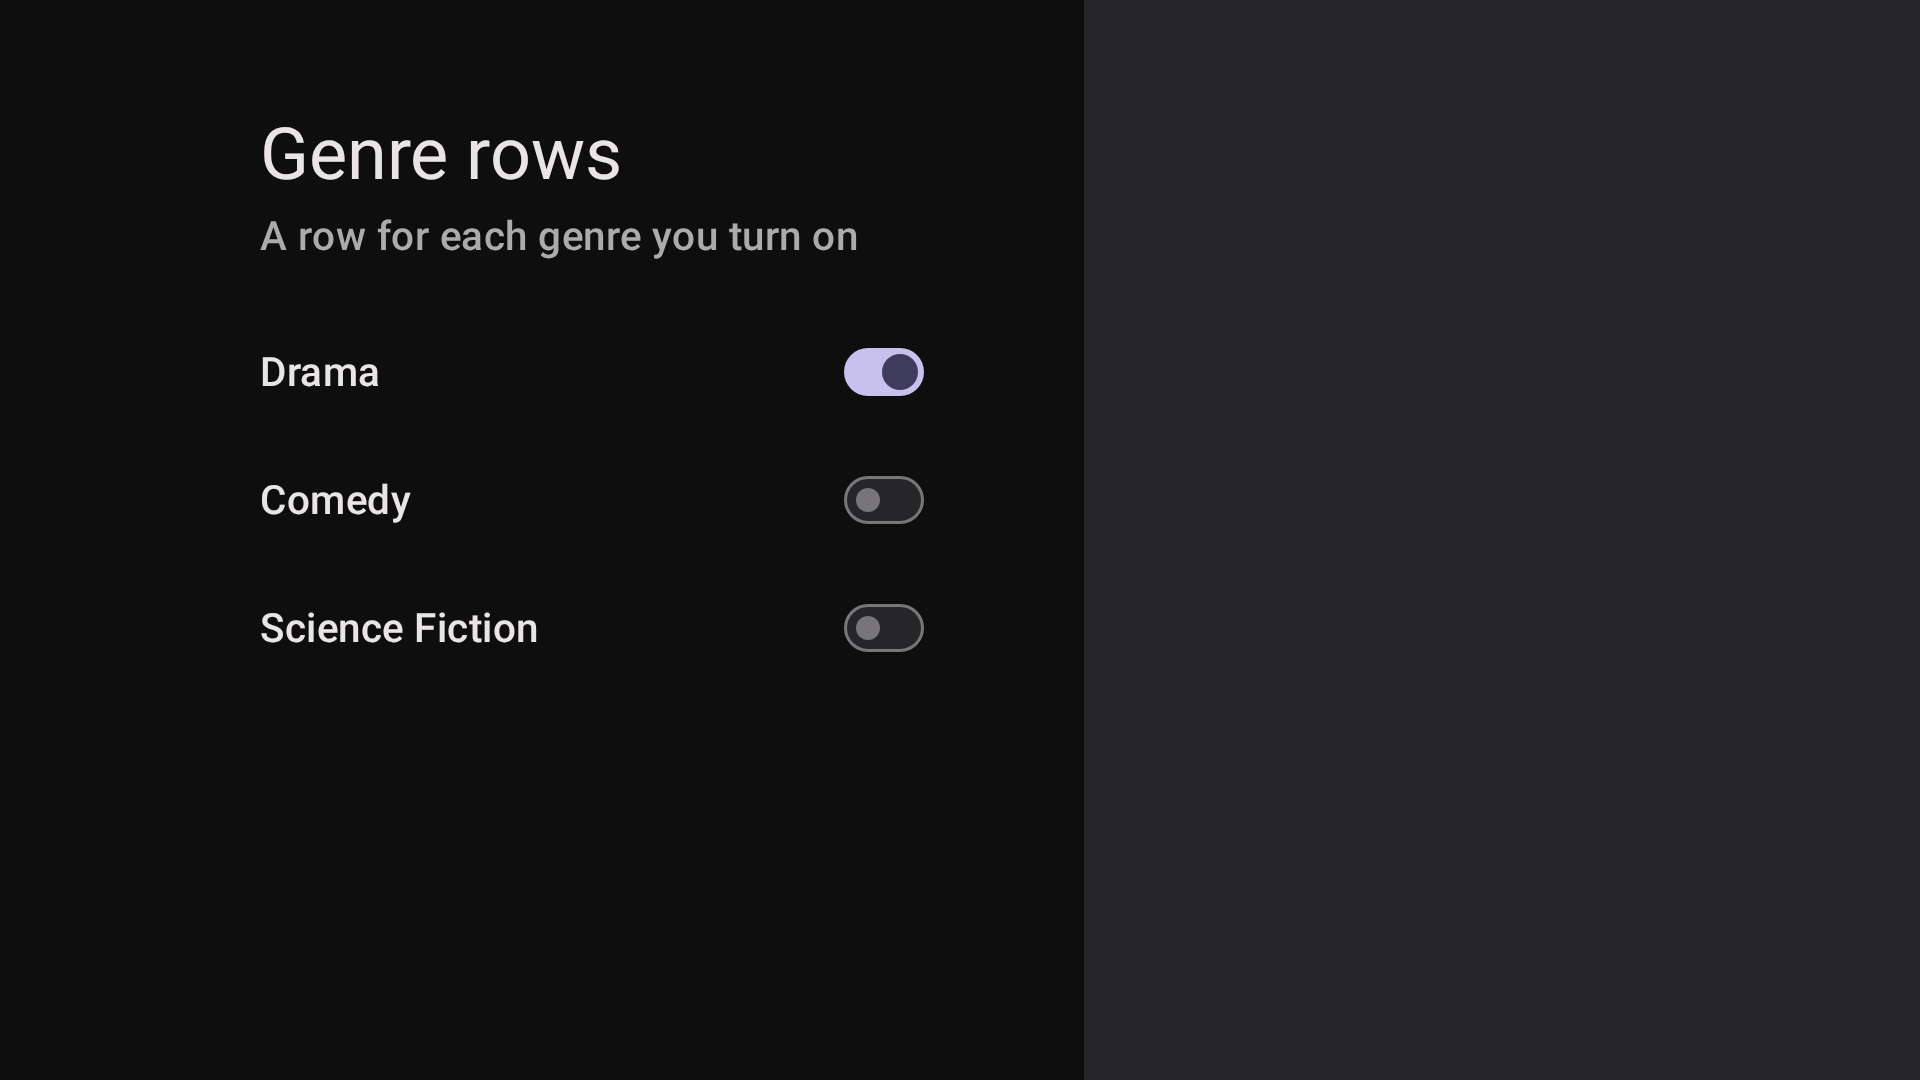 Genre rows
A row for each genre you turn on
Drama
Comedy
Science Fiction